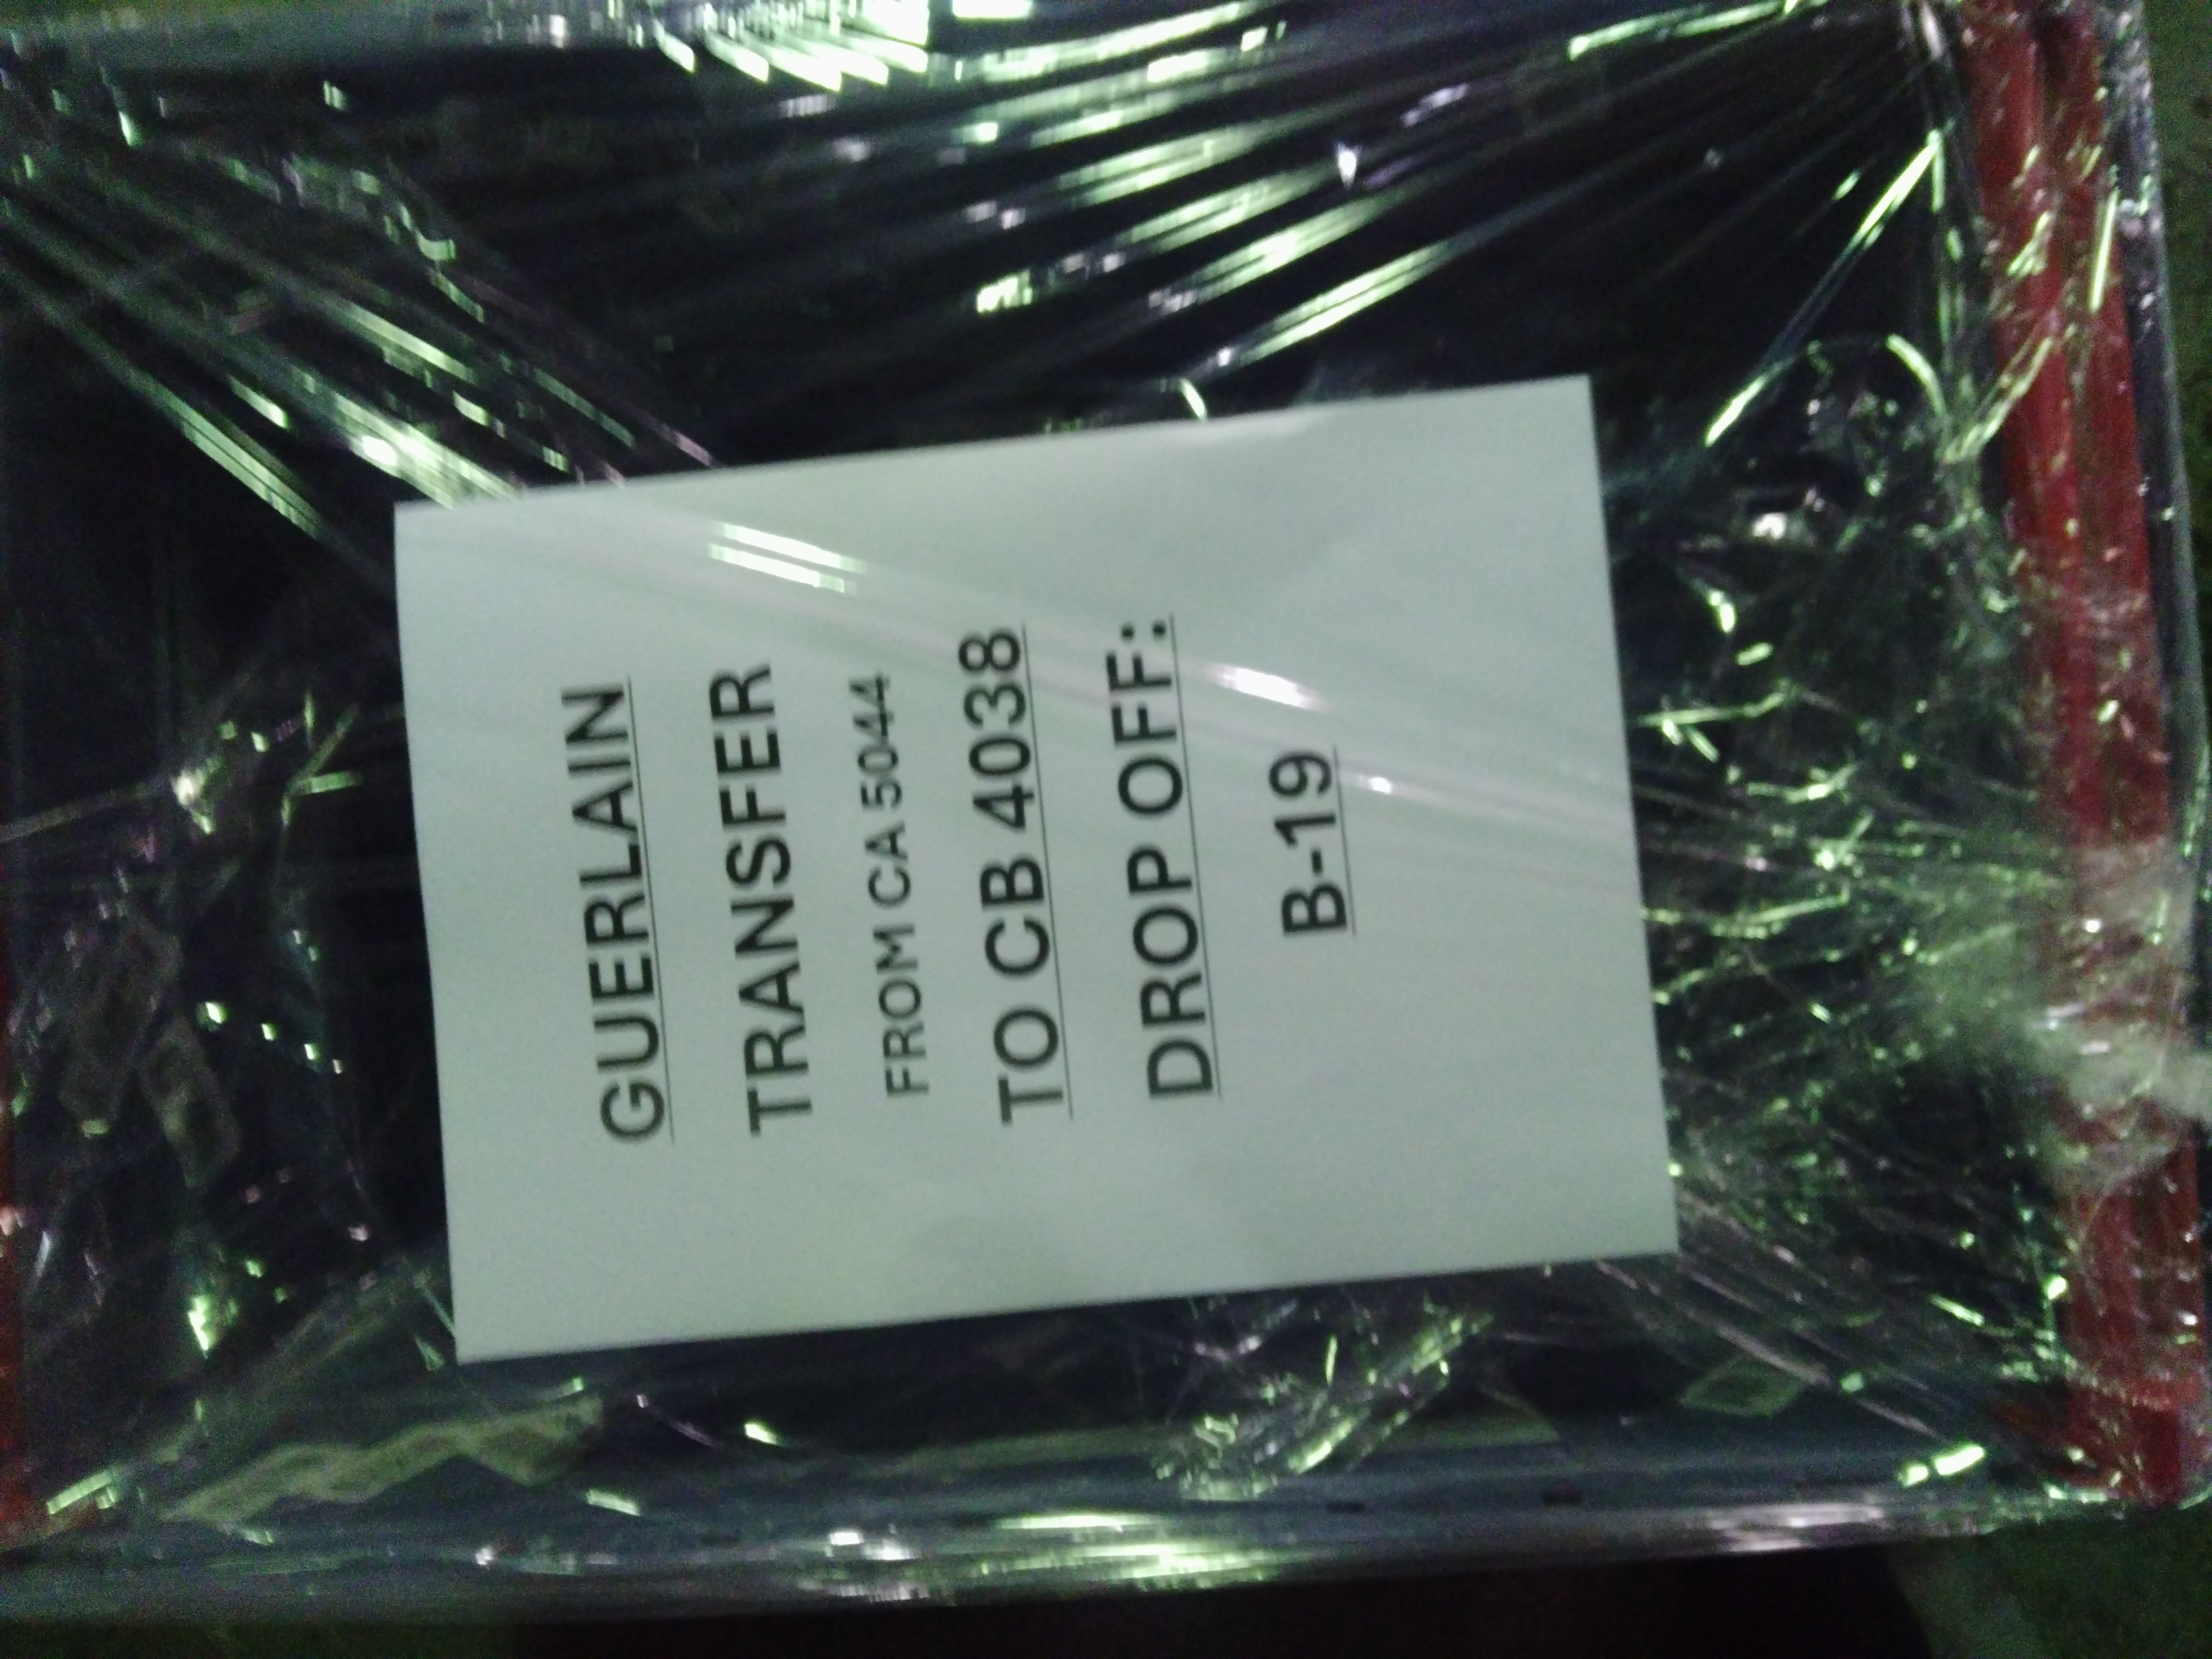 GUERLAIN
TRANSFER
FROM CA 5044
TO CB 4038
DROP OFF:
B-19